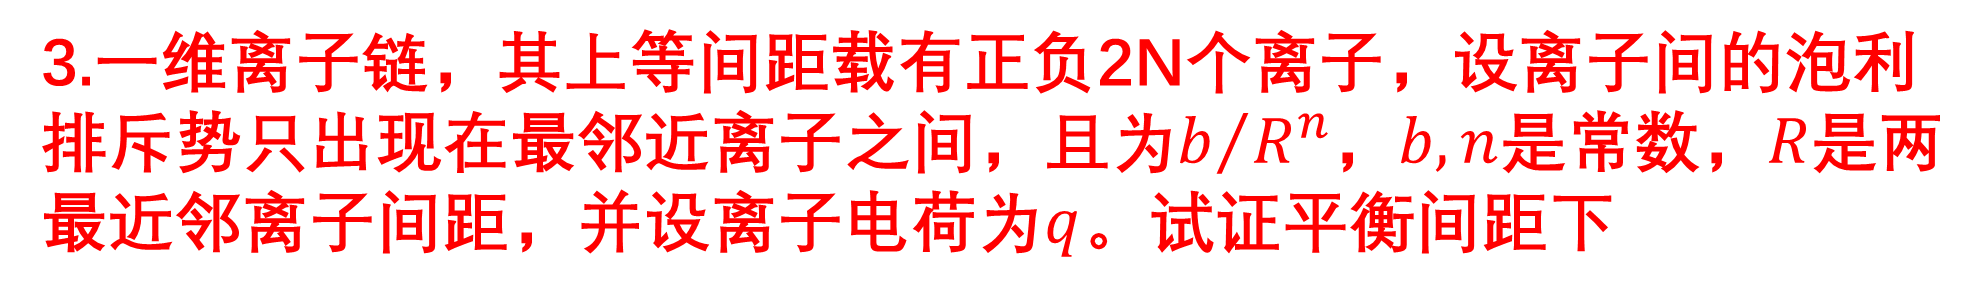 3.一维离子链，其上等间距载有正负2N个离子，设离子间的泡利
排斥势只出现在最邻近离子之间，且为b/Rⁿ，b,n是常数，R是两
最近邻离子间距，并设离子电荷为q。试证平衡间距下